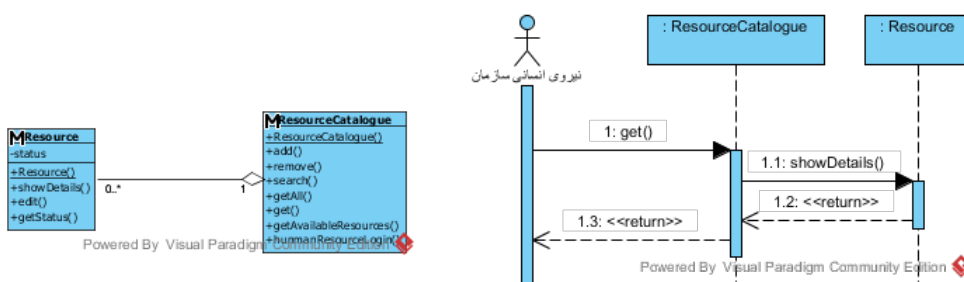 Resource
-status
+Resource()
+showDetails()
+edit()
+getStatus()
0..*
1
ResourceCatalogue
+ResourceCatalogue()
+add()
+remove()
+search()
+getAll()
+get()
+getAvailableResources()
+hunmanResourceLogin()
Powered By Visual Paradigm Community Edition
نیروی انسانی سازمان
: ResourceCatalogue
: Resource
1: get()
1.1: showDetails()
1.2: <<return>>
1.3: <<return>>
Powered By Visual Paradigm Community Edition